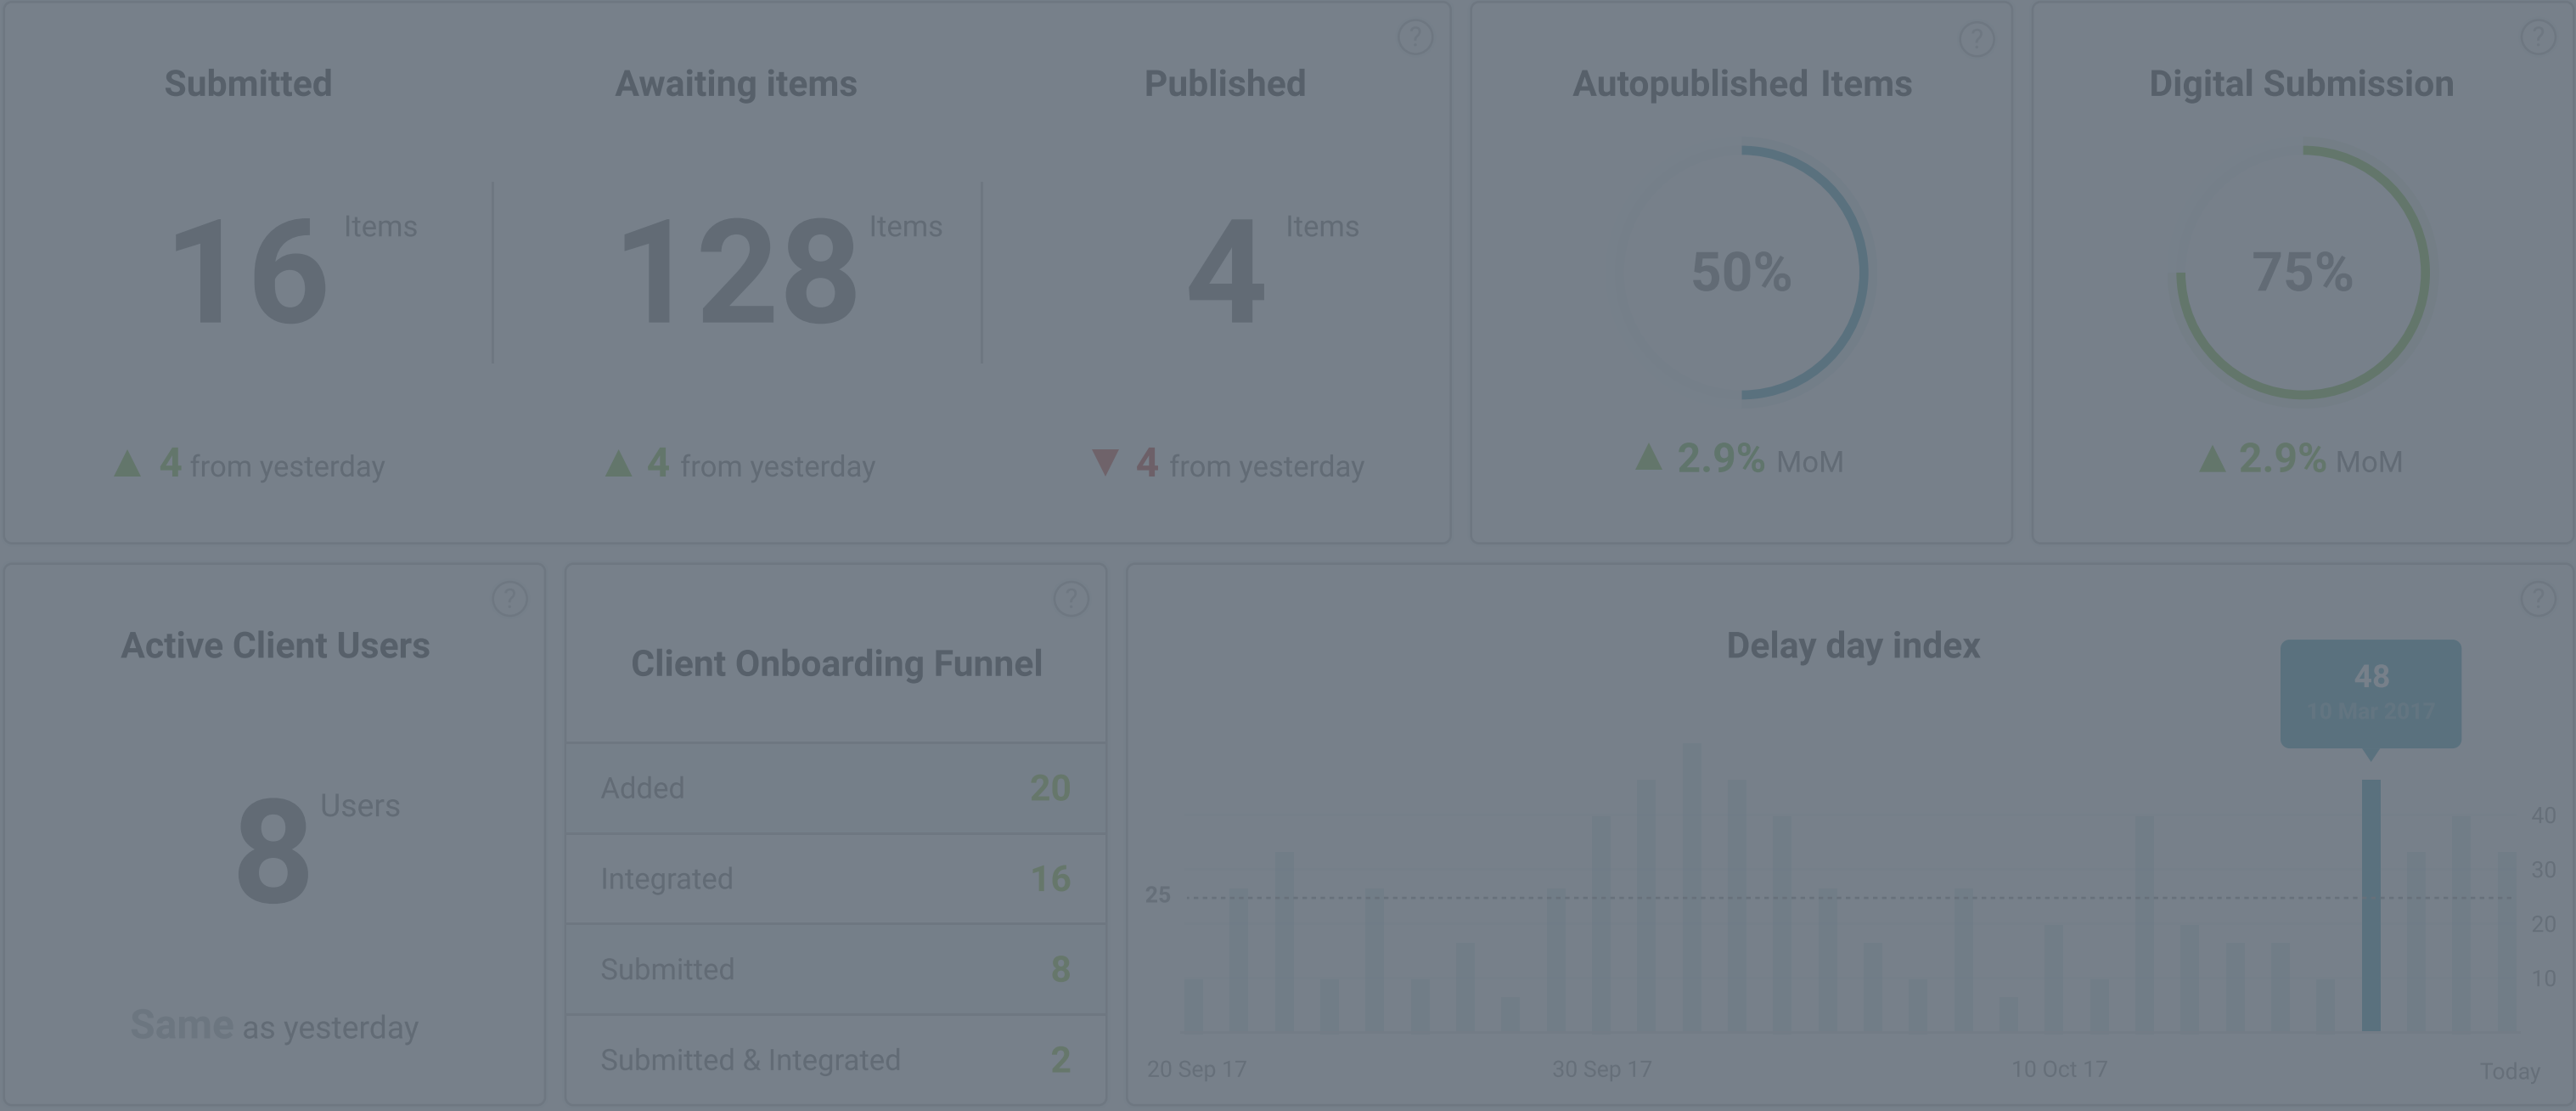 Submitted
Awaiting items
Published
16 Items
128 Items
4 Items
▲ 4 from yesterday
▲ 4 from yesterday
▼ 4 from yesterday
?
Autopublished Items
50%
▲ 2.9% MoM
?
Digital Submission
75%
▲ 2.9% MoM
?
Active Client Users
8 Users
Same as yesterday
?
Client Onboarding Funnel
Added 20
Integrated 16
Submitted 8
Submitted & Integrated 2
?
Delay day index
48
10 Mar 2017
40
30
25
20
10
20 Sep 17
30 Sep 17
10 Oct 17
Today
?